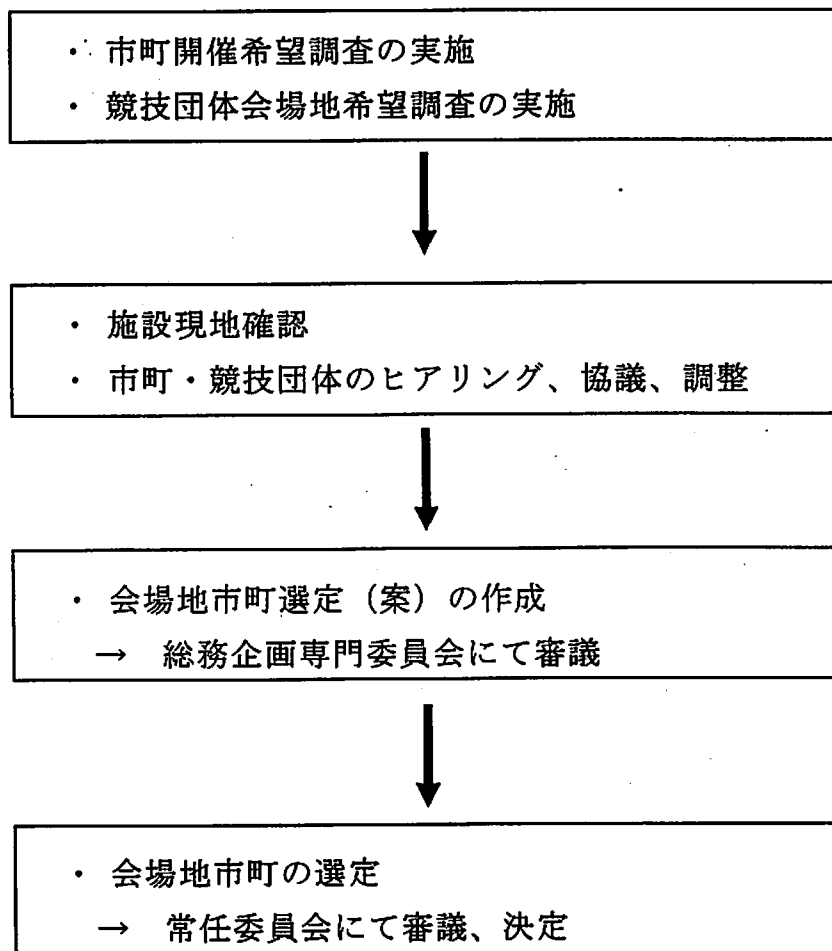 ・ 市町開催希望調査の実施
・ 競技団体会場地希望調査の実施
・ 施設現地確認
・ 市町・競技団体のヒアリング、協議、調整
・ 会場地市町選定（案）の作成
→ 総務企画専門委員会にて審議
・ 会場地市町の選定
→ 常任委員会にて審議、決定